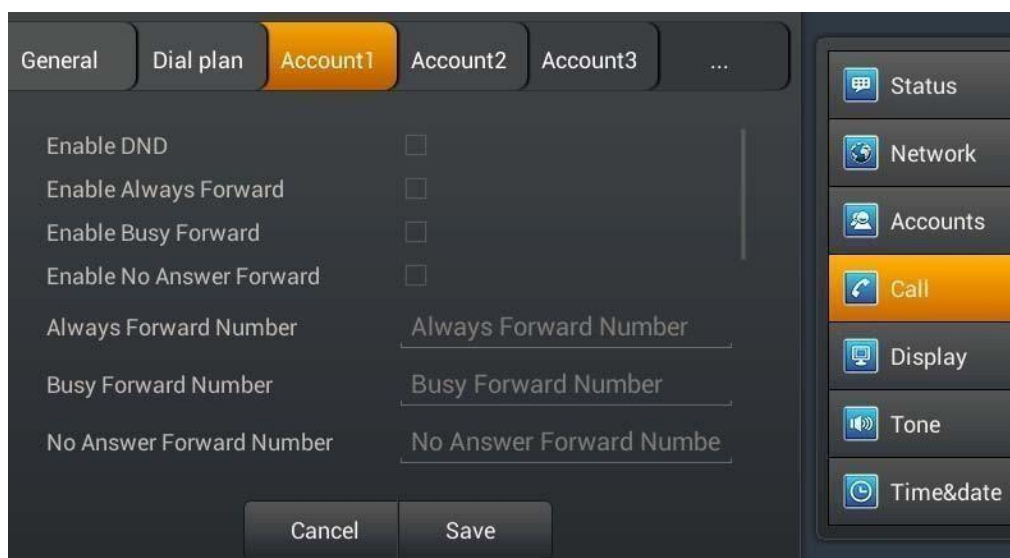 General Dial plan Account1 Account2 Account3 ...
Enable DND
Enable Always Forward
Enable Busy Forward
Enable No Answer Forward
Always Forward Number Always Forward Number
Busy Forward Number Busy Forward Number
No Answer Forward Number No Answer Forward Numbe
Cancel Save
Status
Network
Accounts
Call
Display
Tone
Time&date